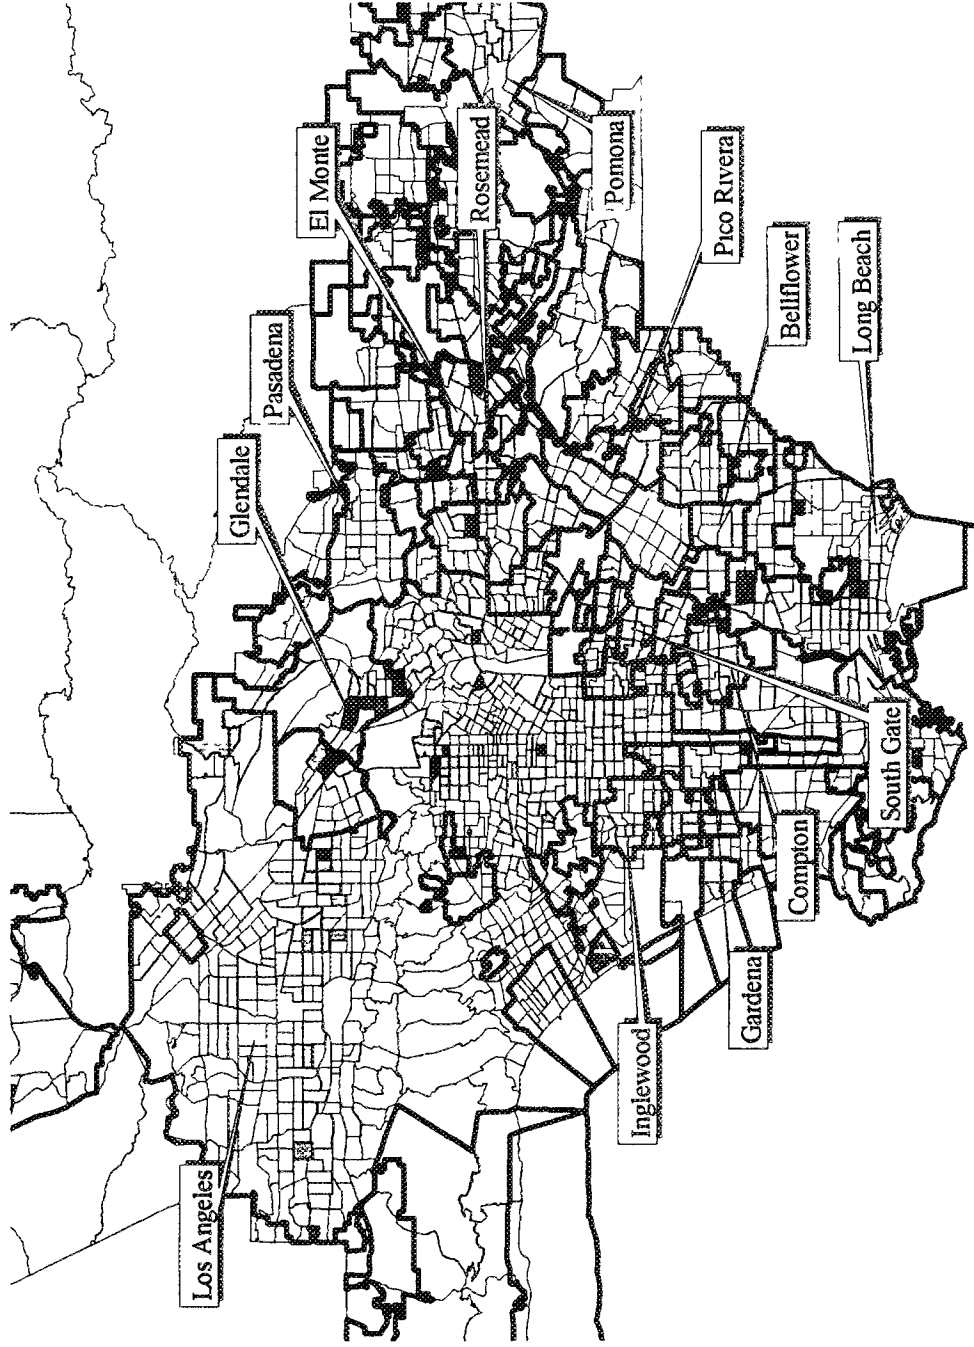 Los Angeles
Glendale
Pasadena
El Monte
Rosemead
Pomona
Pico Rivera
Bellflower
Long Beach
South Gate
Compton
Gardena
Inglewood